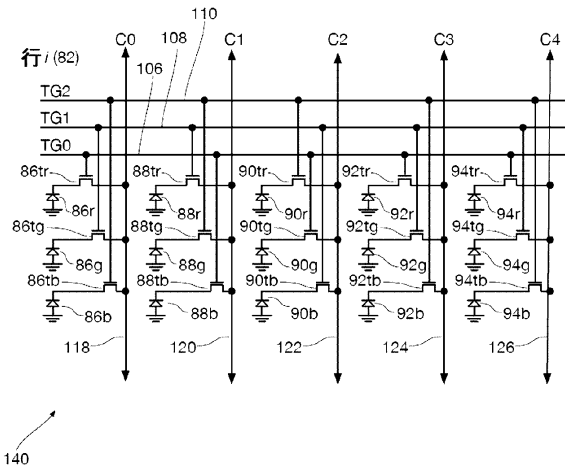 110
C0 108 C1 C2 C3 C4
行 i (82) 106
TG2
TG1
TG0
86tr 88tr 90tr 92tr 94tr
86r 88r 90r 92r 94r
86tg 88tg 90tg 92tg 94tg
86g 88g 90g 92g 94g
86tb 88tb 90tb 92tb 94tb
86b 88b 90b 92b 94b
118 120 122 124 126
140